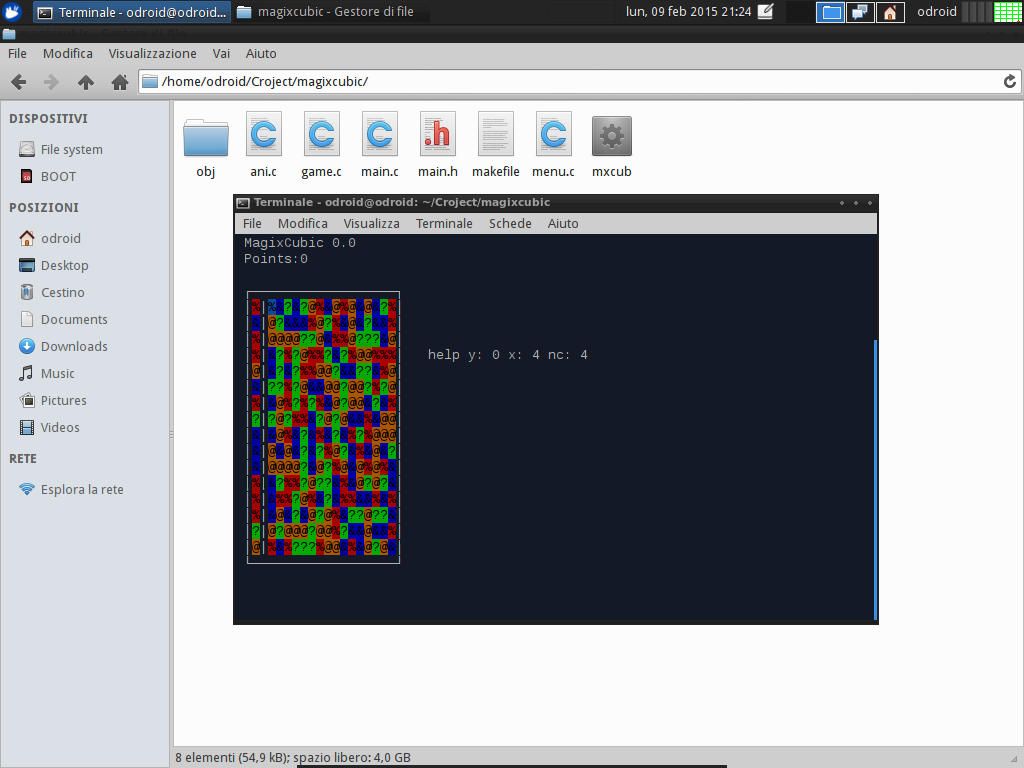 Terminale - odroid@odroid...
magixcubic - Gestore di file
lun, 09 feb 2015 21:24
odroid
File Modifica Visualizzazione Vai Aiuto
/home/odroid/Croject/magixcubic/
DISPOSITIVI
File system
BOOT
POSIZIONI
odroid
Desktop
Cestino
Documents
Downloads
Music
Pictures
Videos
RETE
Esplora la rete
obj ani.c game.c main.c main.h makefile menu.c mxcub
Terminale - odroid@odroid: ~/Croject/magixcubic
File Modifica Visualizza Terminale Schede Aiuto
MagixCubic 0.0
Points:0
help y: 0 x: 4 nc: 4
8 elementi (54,9 kB); spazio libero: 4,0 GB